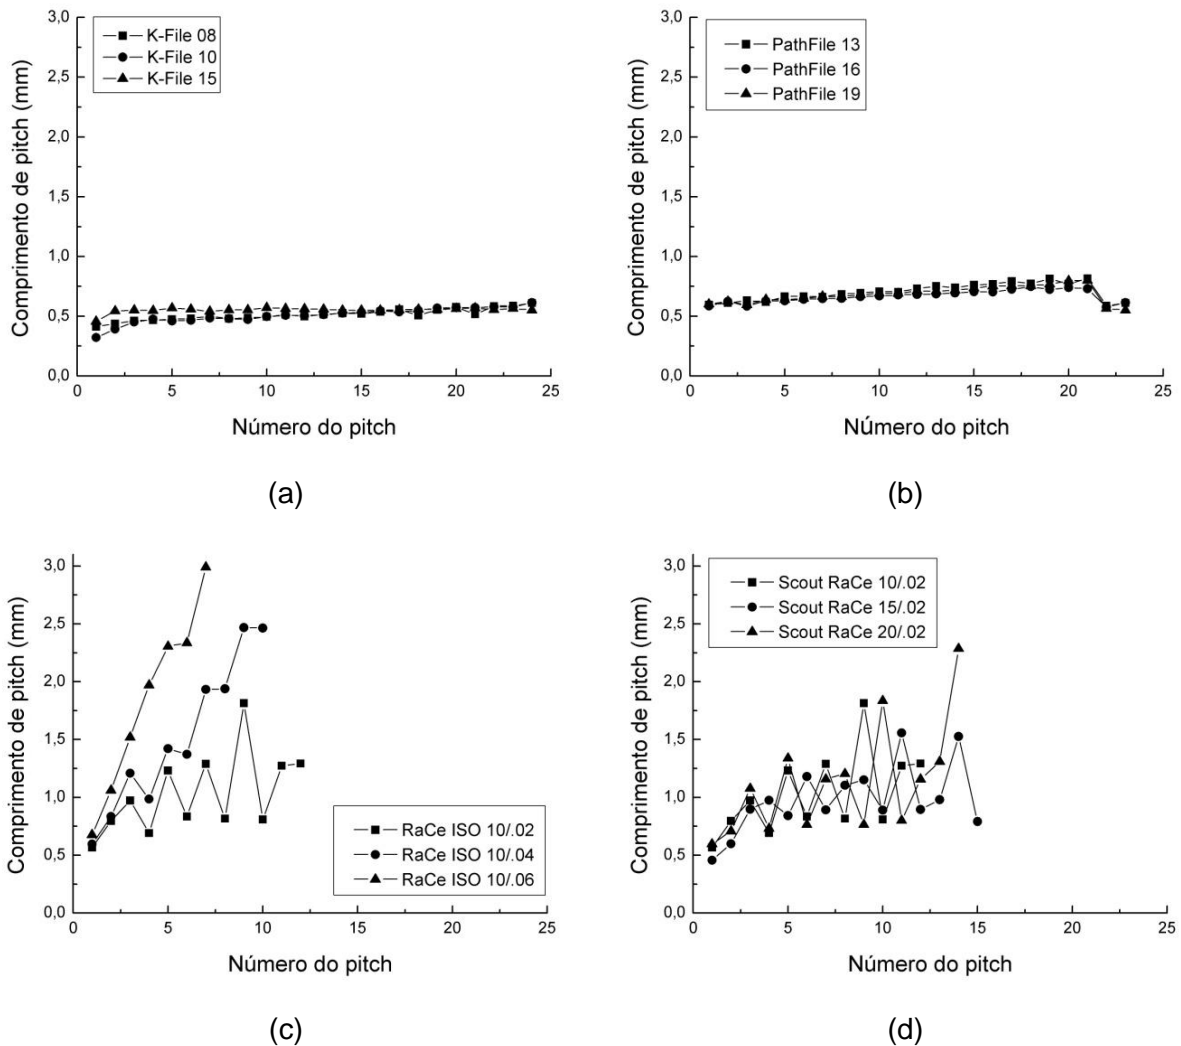 3,0
2,5
2,0
1,5
1,0
0,5
0,0
Comprimento de pitch (mm)
K-File 08
K-File 10
K-File 15
0 5 10 15 20 25
Número do pitch
(a)
3,0
2,5
2,0
1,5
1,0
0,5
0,0
Comprimento de pitch (mm)
PathFile 13
PathFile 16
PathFile 19
0 5 10 15 20 25
Número do pitch
(b)
3,0
2,5
2,0
1,5
1,0
0,5
0,0
Comprimento de pitch (mm)
RaCe ISO 10/.02
RaCe ISO 10/.04
RaCe ISO 10/.06
0 5 10 15 20 25
Número do pitch
(c)
3,0
2,5
2,0
1,5
1,0
0,5
0,0
Comprimento de pitch (mm)
Scout RaCe 10/.02
Scout RaCe 15/.02
Scout RaCe 20/.02
0 5 10 15 20 25
Número do pitch
(d)